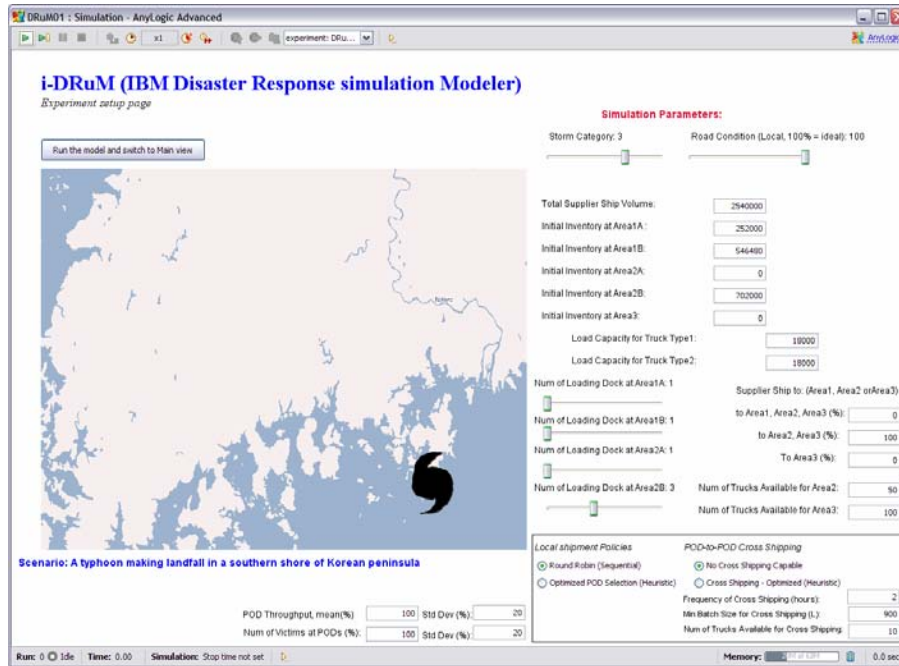 DRuM01 : Simulation - AnyLogic Advanced
x1
experiment: DRu...
AnyLogic
i-DRuM (IBM Disaster Response simulation Modeler)
Experiment setup page
Run the model and switch to Main view
Simulation Parameters:
Storm Category: 3
Road Condition (Local, 100% = ideal): 100
Total Supplier Ship Volume: 2540000
Initial Inventory at Area1A: 252000
Initial Inventory at Area1B: 546480
Initial Inventory at Area2A: 0
Initial Inventory at Area2B: 702000
Initial Inventory at Area3: 0
Load Capacity for Truck Type1: 18000
Load Capacity for Truck Type2: 18000
Num of Loading Dock at Area1A: 1
Num of Loading Dock at Area1B: 1
Num of Loading Dock at Area2A: 1
Num of Loading Dock at Area2B: 3
Supplier Ship to: (Area1, Area2 orArea3)
to Area1, Area2, Area3 (%): 0
to Area2, Area3 (%): 100
To Area3 (%): 0
Num of Trucks Available for Area2: 50
Num of Trucks Available for Area3: 100
Scenario: A typhoon making landfall in a southern shore of Korean peninsula
POD Throughput, mean(%) 100 Std Dev (%): 20
Num of Victims at PODs (%): 100 Std Dev (%): 20
Local shipment Policies
Round Robin (Sequential)
Optimized POD Selection (Heuristic)
POD-to-POD Cross Shipping
No Cross Shipping Capable
Cross Shipping - Optimized (Heuristic)
Frequency of Cross Shipping (hours): 2
Min Batch Size for Cross Shipping (L): 900
Num of Trucks Available for Cross Shipping: 10
Run: 0 Idle Time: 0.00 Simulation: Stop time not set Memory: 0.0 sec